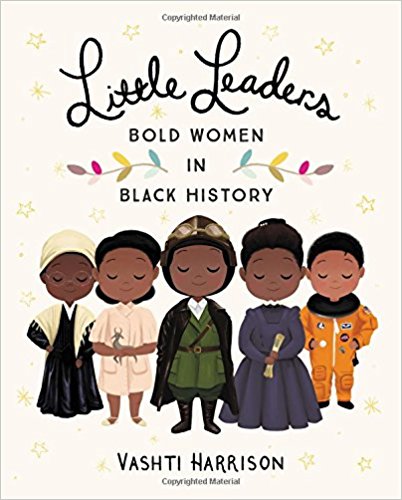 Copyrighted Material
Little Leaders
BOLD WOMEN
IN
BLACK HISTORY
VASHTI HARRISON
Copyrighted Material